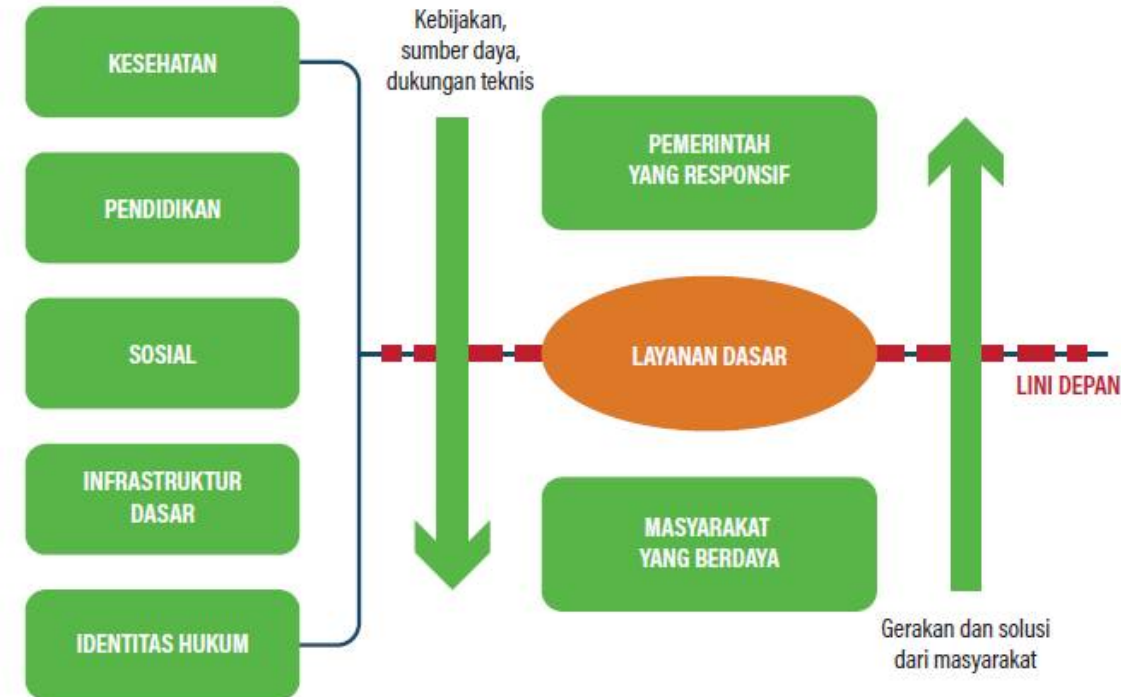 KESEHATAN
PENDIDIKAN
SOSIAL
INFRASTRUKTUR
DASAR
IDENTITAS HUKUM
Kebijakan,
sumber daya,
dukungan teknis
PEMERINTAH
YANG RESPONSIF
LAYANAN DASAR
LINI DEPAN
MASYARAKAT
YANG BERDAYA
Gerakan dan solusi
dari masyarakat